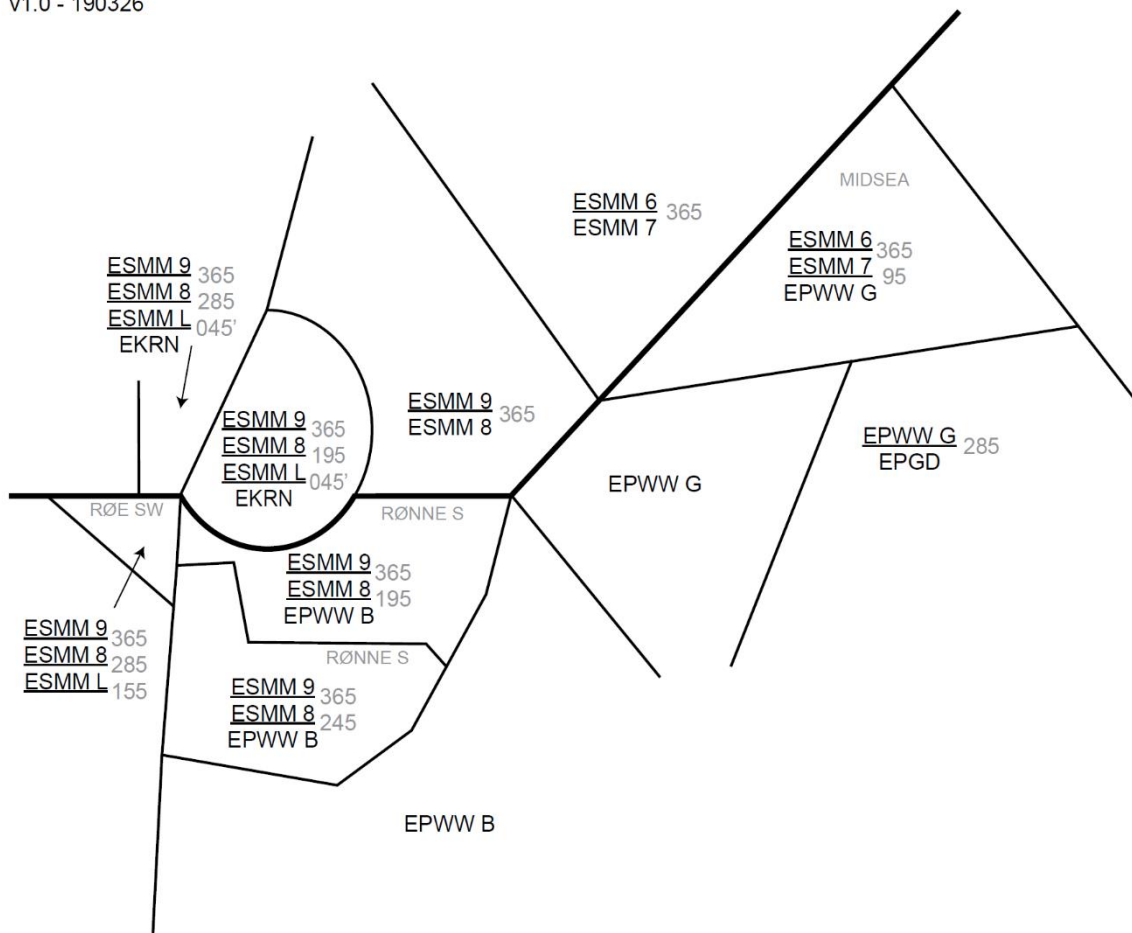 v1.0 - 190326
MIDSEA
ESMM 6 365
ESMM 7
ESMM 6 365
ESMM 7 95
EPWW G
ESMM 9 365
ESMM 8 285
ESMM L 045'
EKRN
ESMM 9 365
ESMM 8
ESMM 9 365
ESMM 8 195
ESMM L 045'
EKRN
EPWW G 285
EPGD
EPWW G
RØE SW
RØNNE S
ESMM 9 365
ESMM 8 195
EPWW B
ESMM 9 365
ESMM 8 285
ESMM L 155
RØNNE S
ESMM 9 365
ESMM 8 245
EPWW B
EPWW B